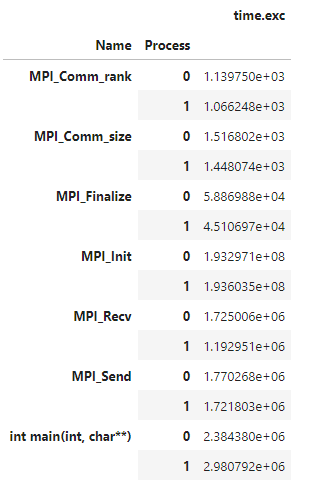 time.exc
Name Process
MPI_Comm_rank 0 1.139750e+03
1 1.066248e+03
MPI_Comm_size 0 1.516802e+03
1 1.448074e+03
MPI_Finalize 0 5.886988e+04
1 4.510697e+04
MPI_Init 0 1.932971e+08
1 1.936035e+08
MPI_Recv 0 1.725006e+06
1 1.192951e+06
MPI_Send 0 1.770268e+06
1 1.721803e+06
int main(int, char**) 0 2.384380e+06
1 2.980792e+06